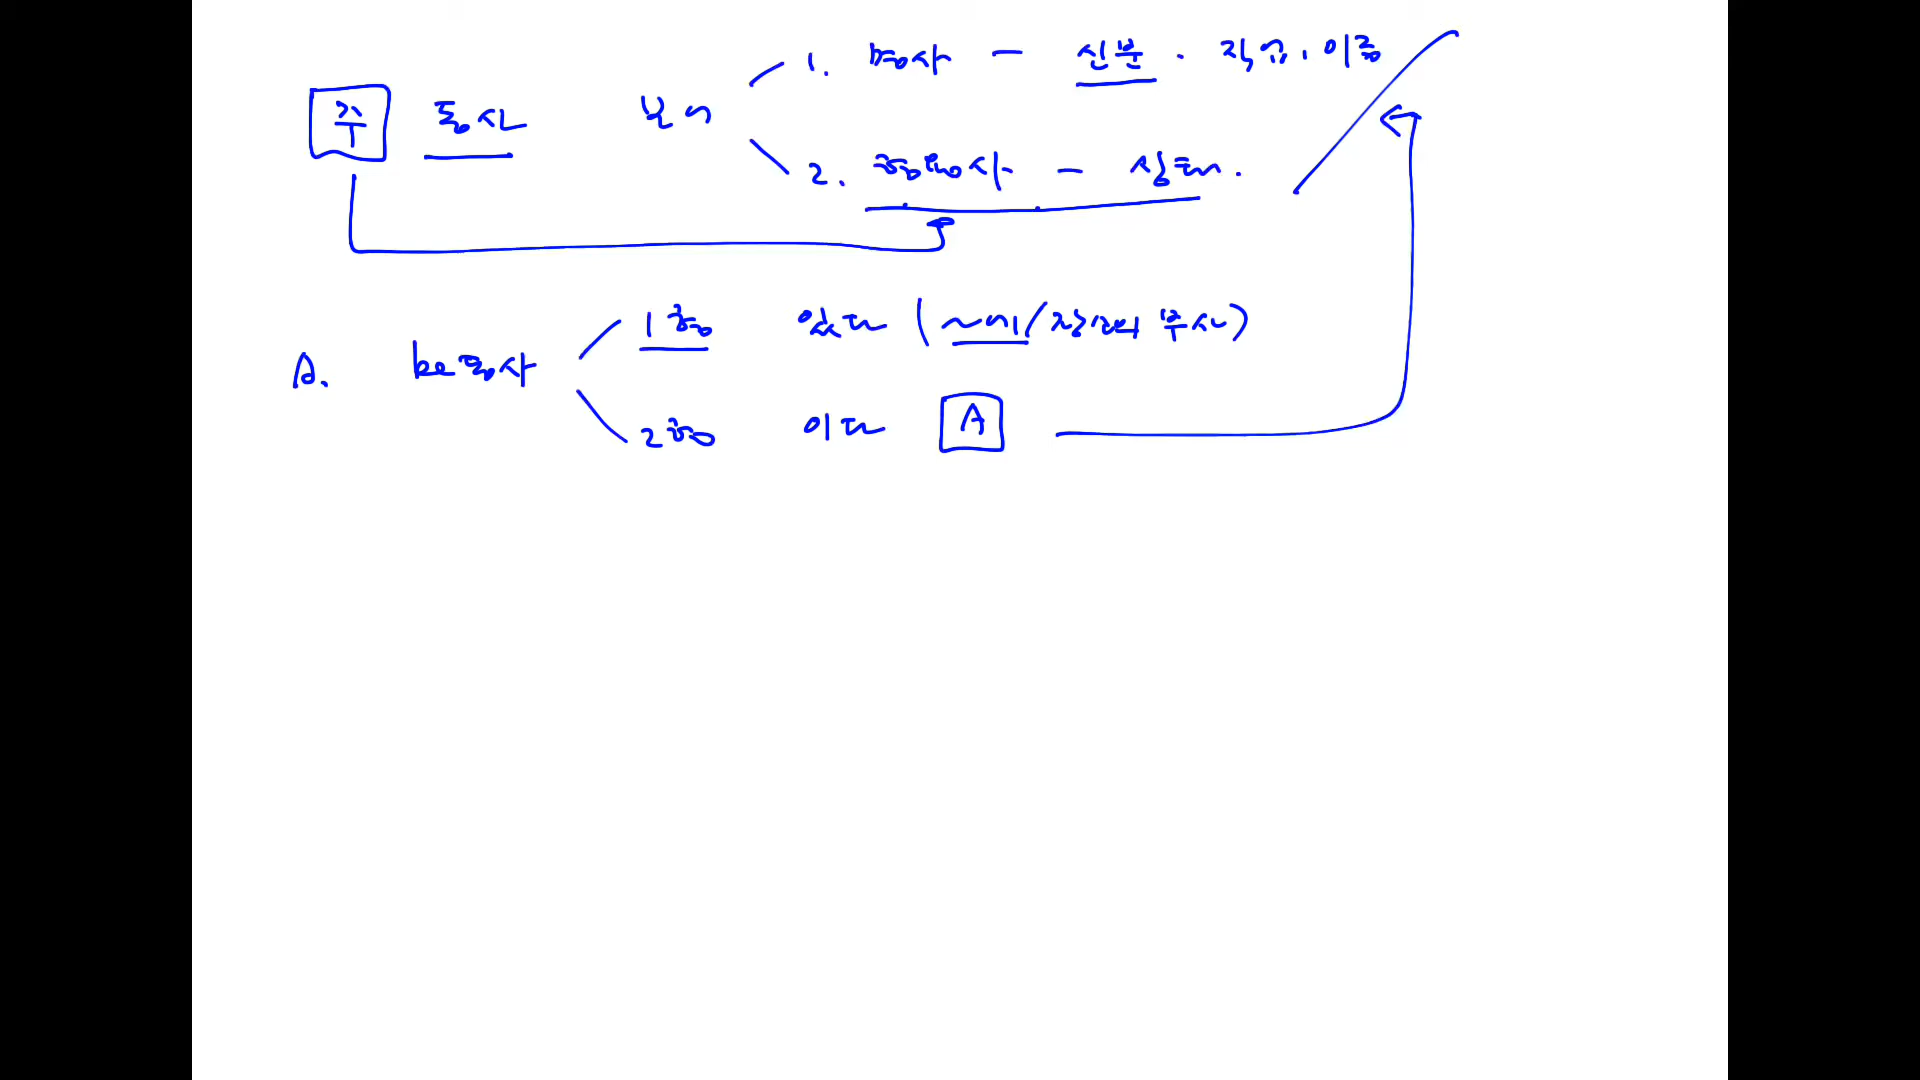 1. 명사 - 신분. 직업. 이름
주 동사 보어
2. 형용사 - 상태.
1형 있다 (~에/장소의 부사)
A. be동사
2형 이다 A